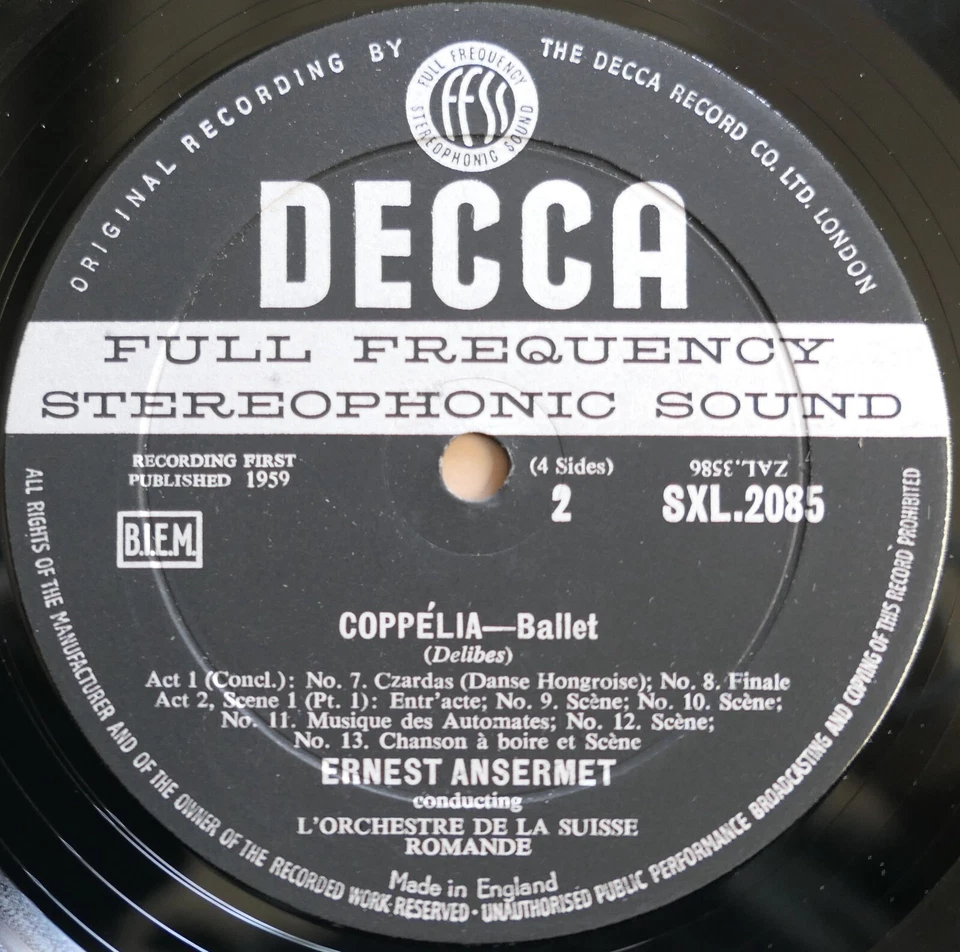 ORIGINAL RECORDING BY THE DECCA RECORD CO. LTD. LONDON
FULL FREQUENCY STEREOPHONIC SOUND
FFSS
DECCA
FULL FREQUENCY
STEREOPHONIC SOUND
RECORDING FIRST
PUBLISHED 1959
B.I.E.M.
(4 Sides)
2
ZAL.3586
SXL.2085
COPPÉLIA—Ballet
(Delibes)
Act 1 (Concl.): No. 7. Czardas (Danse Hongroise); No. 8. Finale
Act 2, Scene 1 (Pt. 1): Entr'acte; No. 9. Scène; No. 10. Scène;
No. 11. Musique des Automates; No. 12. Scène;
No. 13. Chanson à boire et Scène
ERNEST ANSERMET
conducting
L'ORCHESTRE DE LA SUISSE
ROMANDE
Made in England
ALL RIGHTS OF THE MANUFACTURER AND OF THE OWNER OF THE RECORDED WORK RESERVED · UNAUTHORISED PUBLIC PERFORMANCE BROADCASTING AND COPYING OF THIS RECORD PROHIBITED